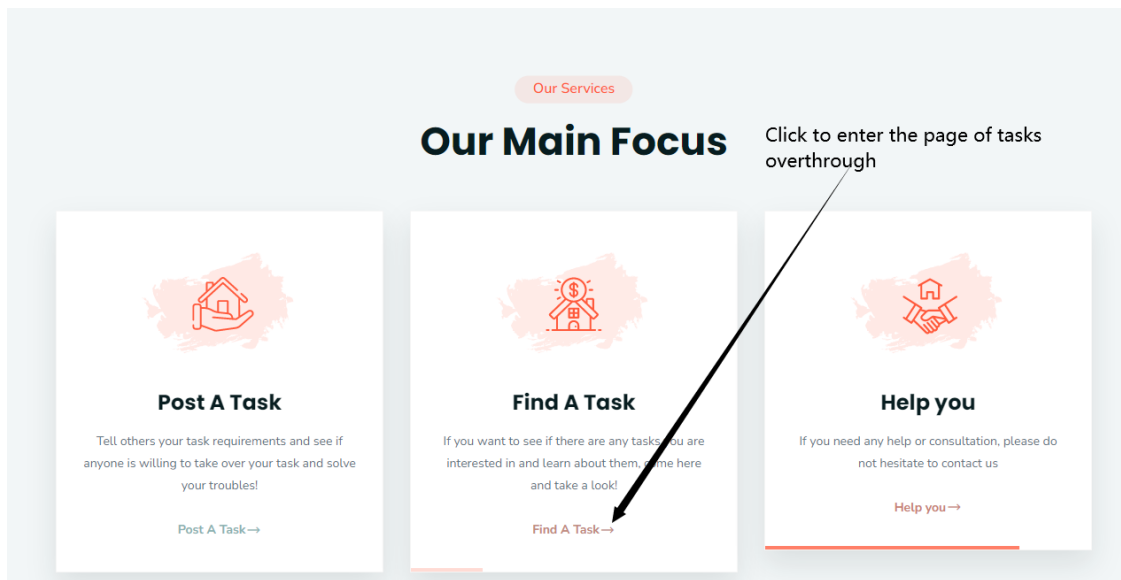 Our Services
Our Main Focus
Click to enter the page of tasks
overthrough
Post A Task
Tell others your task requirements and see if
anyone is willing to take over your task and solve
your troubles!
Post A Task→
Find A Task
If you want to see if there are any tasks you are
interested in and learn about them, come here
and take a look!
Find A Task→
Help you
If you need any help or consultation, please do
not hesitate to contact us
Help you→